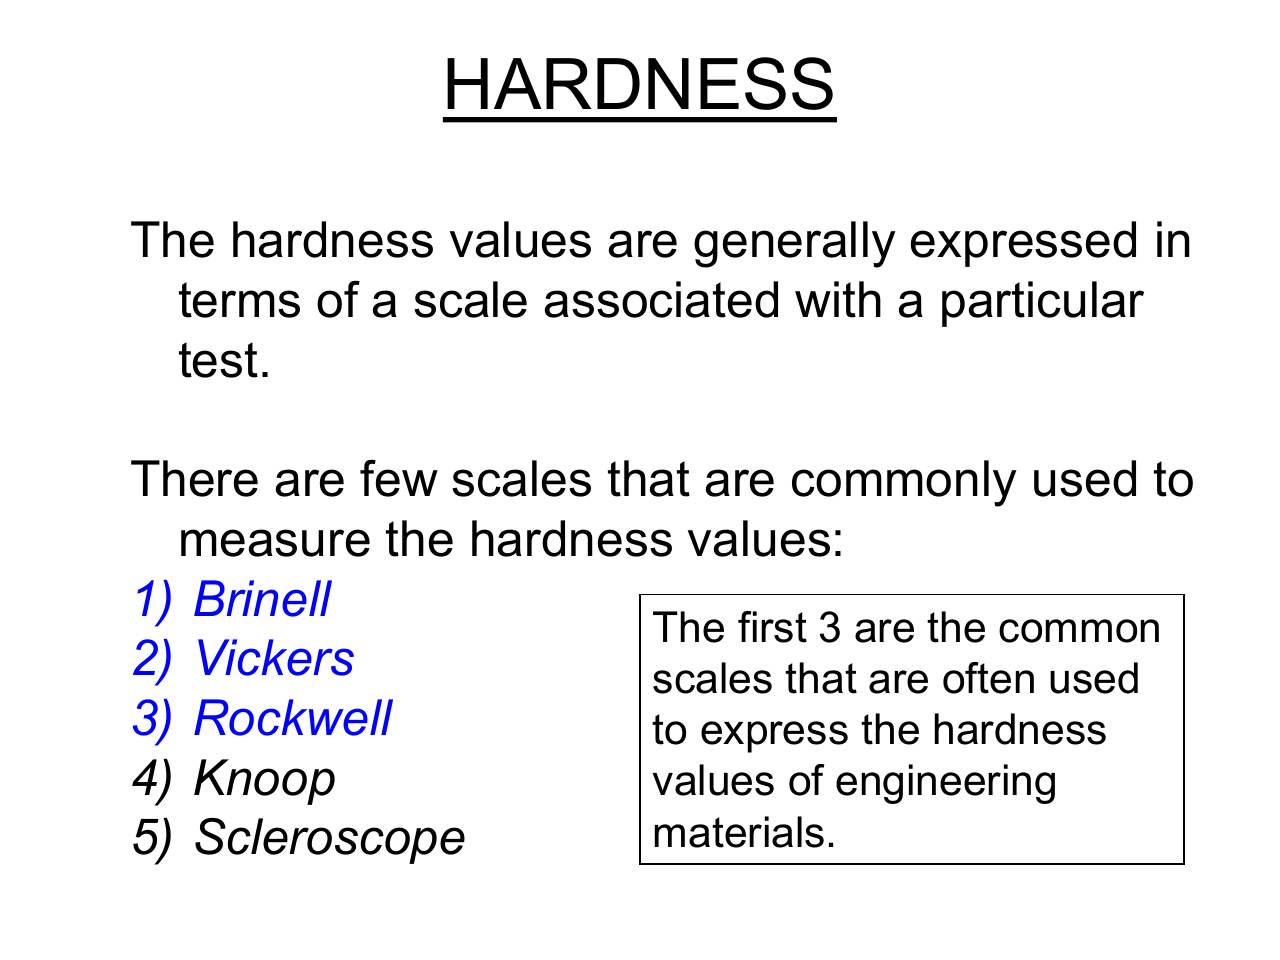 HARDNESS
The hardness values are generally expressed in
terms of a scale associated with a particular
test.
There are few scales that are commonly used to
measure the hardness values:
1) Brinell
2) Vickers
3) Rockwell
4) Knoop
5) Scleroscope
The first 3 are the common
scales that are often used
to express the hardness
values of engineering
materials.